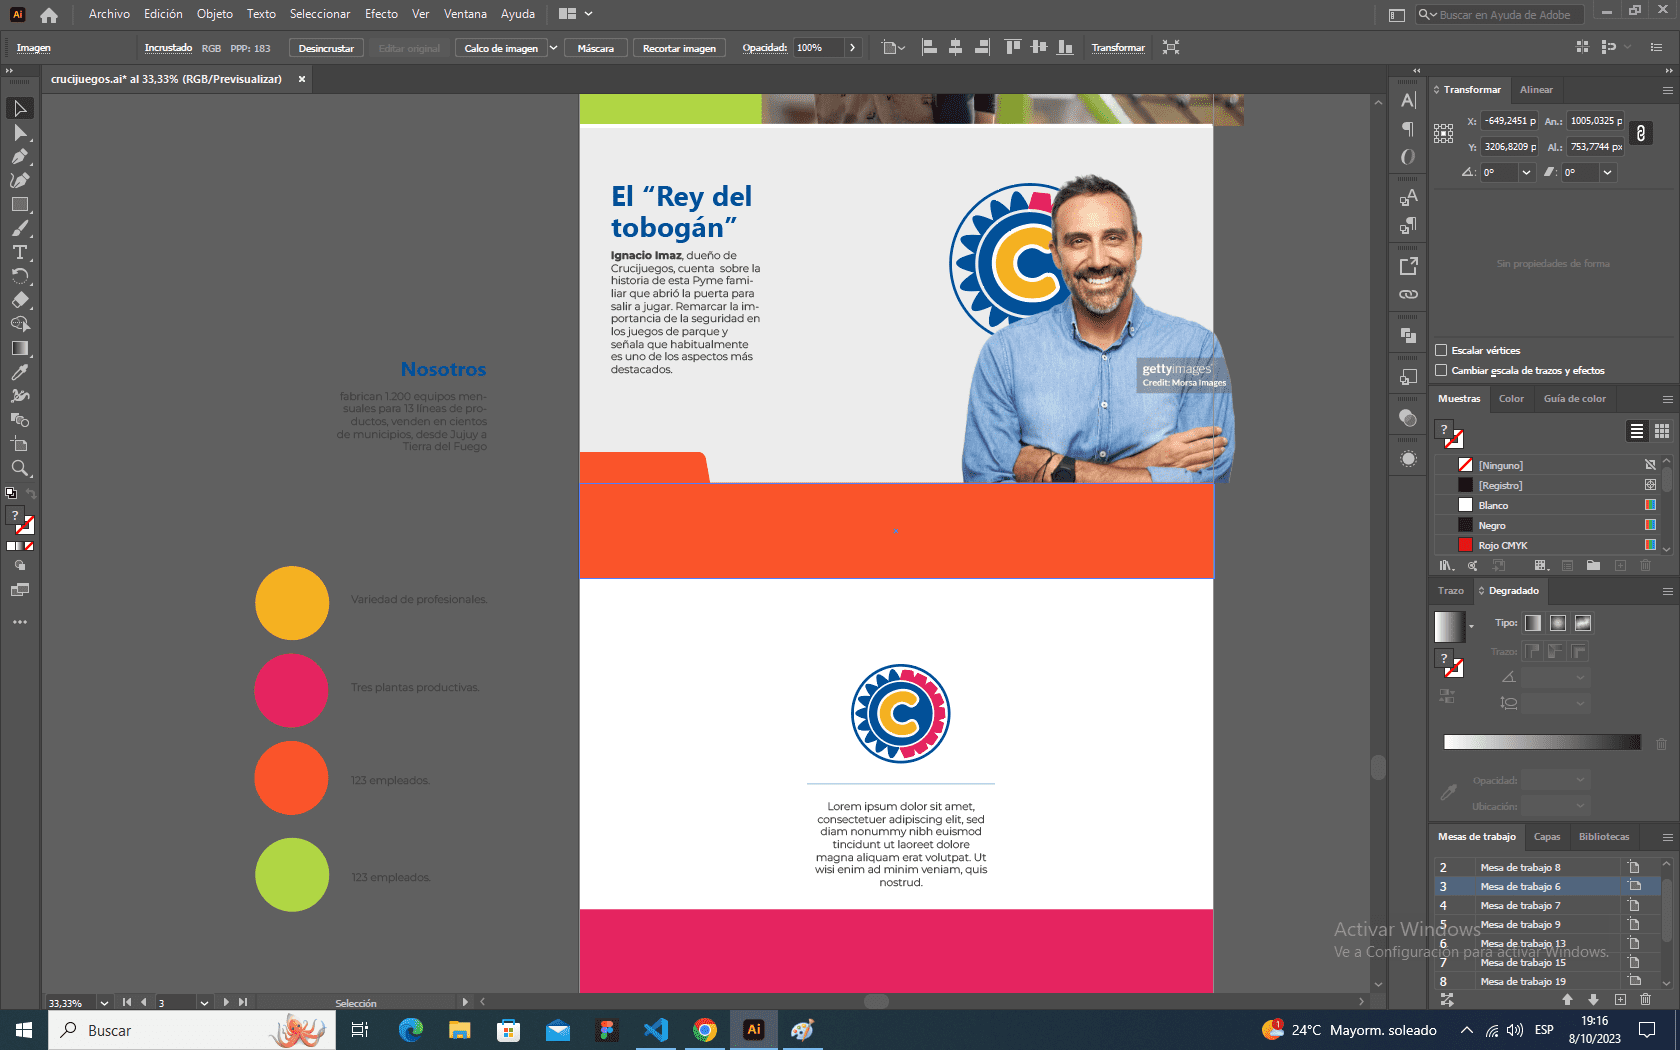 Ai Archivo Edición Objeto Texto Seleccionar Efecto Ver Ventana Ayuda
Buscar en Ayuda de Adobe
Imagen Incrustado RGB PPP: 183 Desincrustar Editar original Calco de imagen Máscara Recortar imagen Opacidad: 100% Transformar
crucijuegos.ai* al 33,33% (RGB/Previsualizar) ×
El “Rey del
tobogán”
Ignacio Imaz, dueño de
Crucijuegos, cuenta sobre la
historia de esta Pyme fami-
liar que abrió la puerta para
salir a jugar. Remarcar la im-
portancia de la seguridad en
los juegos de parque y
señala que habitualmente
es uno de los aspectos más
destacados.
gettyimages
Credit: Morsa Images
Nosotros
fabrican 1.200 equipos men-
suales para 13 líneas de pro-
ductos, venden en cientos
de municipios, desde Jujuy a
Tierra del Fuego
Variedad de profesionales.
Tres plantas productivas.
123 empleados.
123 empleados.
C
C
Lorem ipsum dolor sit amet,
consectetuer adipiscing elit, sed
diam nonummy nibh euismod
tincidunt ut laoreet dolore
magna aliquam erat volutpat. Ut
wisi enim ad minim veniam, quis
nostrud.
Transformar Alinear
X: -649,2451 p An.: 1005,0325 p
Y: 3206,8209 p Al.: 753,7744 px
0° 0°
Sin propiedades de forma
Escalar vértices
Cambiar escala de trazos y efectos
Muestras Color Guía de color
?
[Ninguno]
[Registro]
Blanco
Negro
Rojo CMYK
Trazo Degradado
Tipo:
Trazo:
?
Opacidad:
Ubicación:
Mesas de trabajo Capas Bibliotecas
2 Mesa de trabajo 8
3 Mesa de trabajo 6
4 Mesa de trabajo 7
5 Mesa de trabajo 9
6 Mesa de trabajo 13
7 Mesa de trabajo 15
8 Mesa de trabajo 19
Activar Windows
Ve a Configuración para activar Windows.
?
33,33% 3 Selección
Buscar
Ai
1 24°C Mayorm. soleado ESP 19:16
8/10/2023